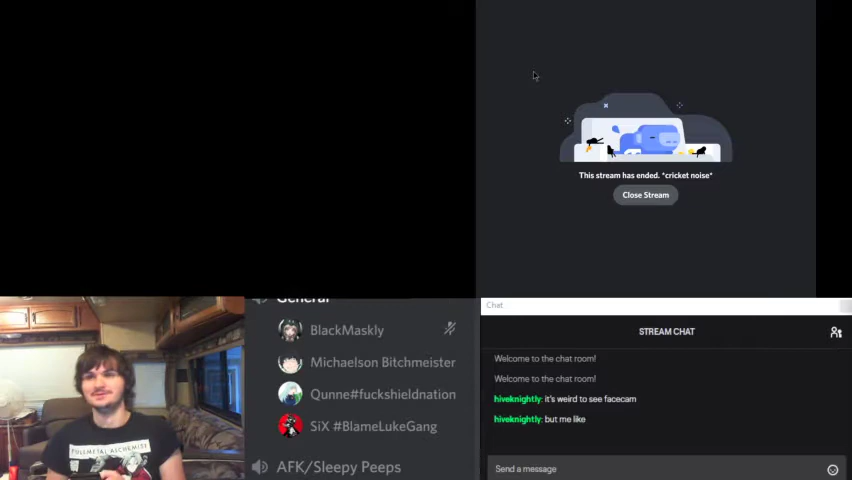 This stream has ended. *cricket noise*
Close Stream
General
BlackMaskly
Michaelson Bitchmeister
Qunne#fuckshieldnation
SiX #BlameLukeGang
AFK/Sleepy Peeps
Chat
STREAM CHAT
Welcome to the chat room!
Welcome to the chat room!
hiveknightly: it's weird to see facecam
hiveknightly: but me like
Send a message
FULLMETAL ALCHEMIST